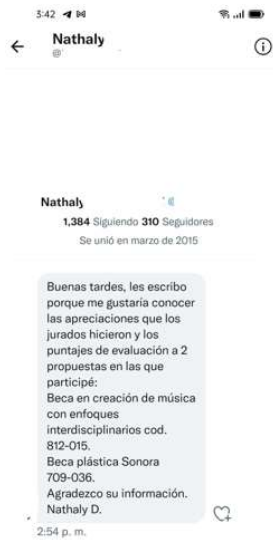 3:42
Nathaly
@
Nathaly
1,384 Siguiendo 310 Seguidores
Se unió en marzo de 2015
Buenas tardes, les escribo
porque me gustaría conocer
las apreciaciones que los
jurados hicieron y los
puntajes de evaluación a 2
propuestas en las que
participé:
Beca en creación de música
con enfoques
interdisciplinarios cod.
812-015.
Beca plástica Sonora
709-036.
Agradezco su información.
Nathaly D.
2:54 p. m.